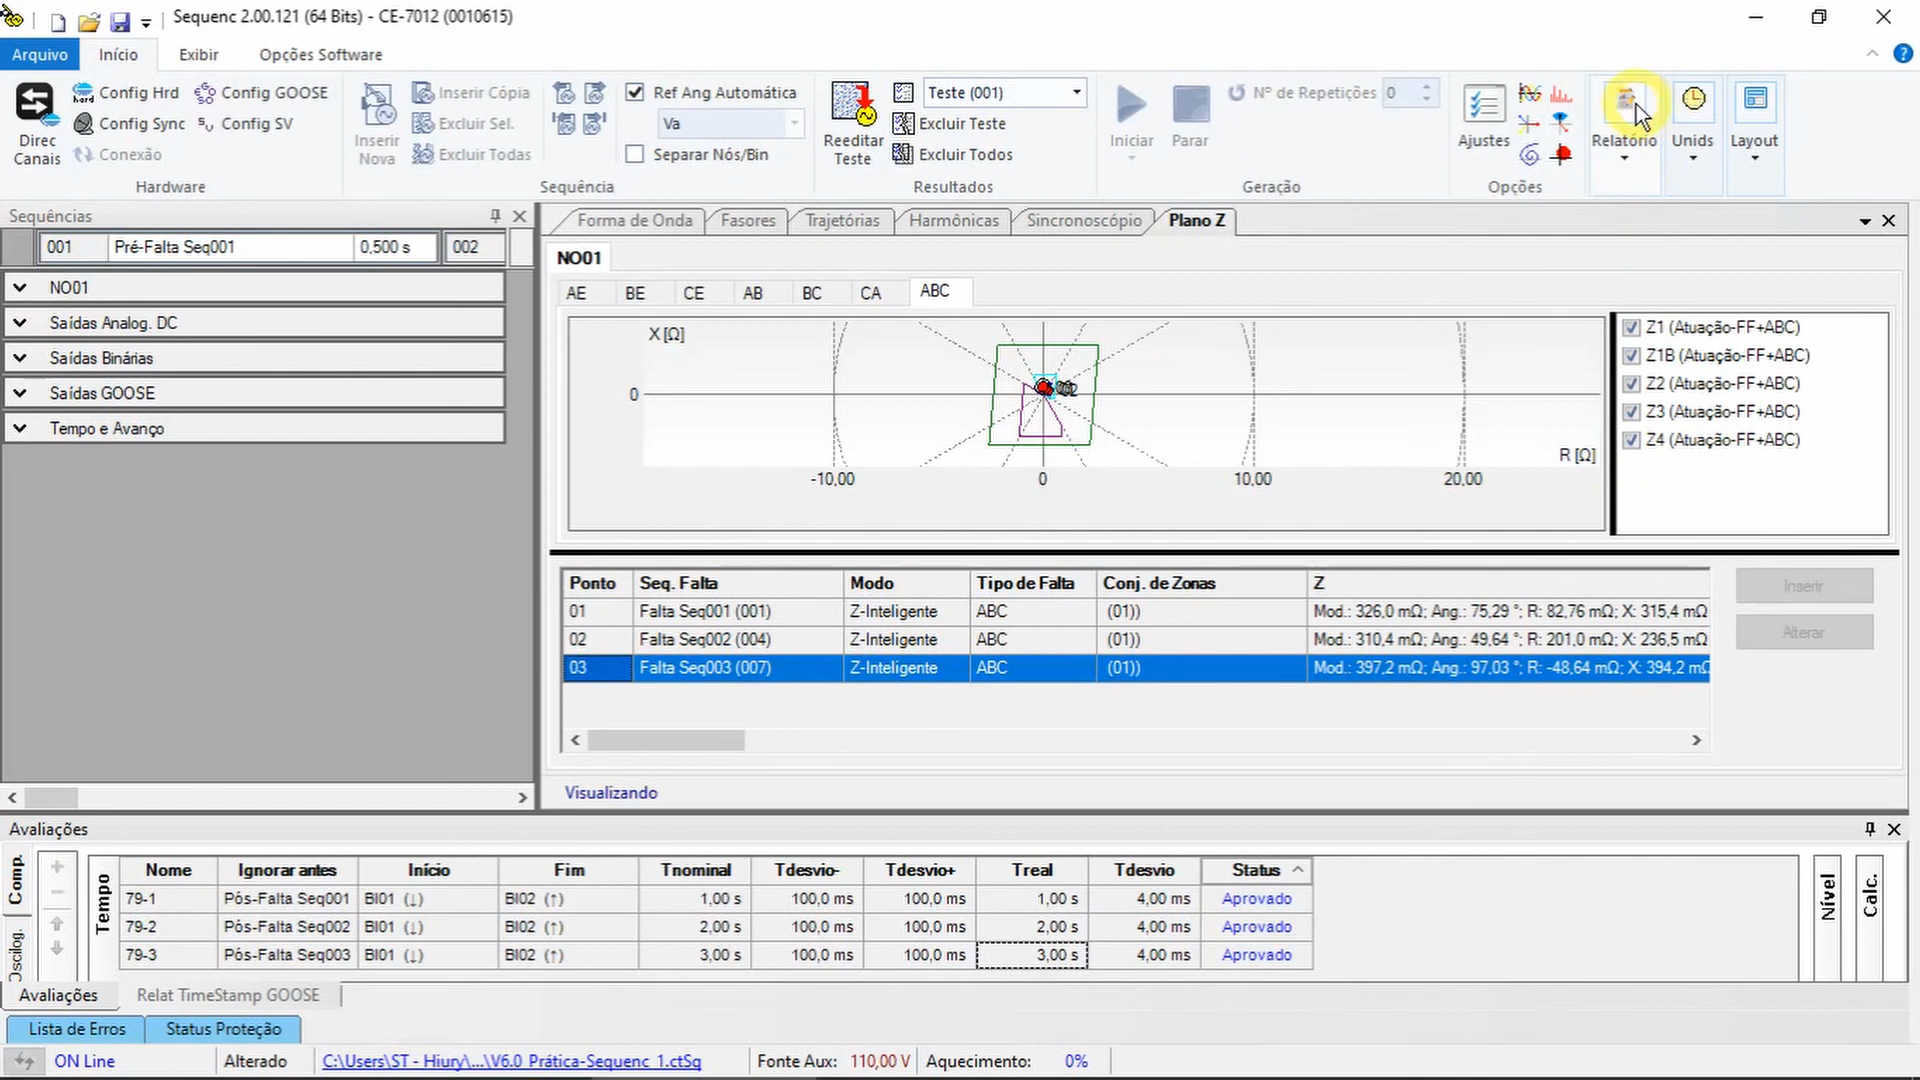 Sequenc 2.00.121 (64 Bits) - CE-7012 (0010615)
Arquivo Início Exibir Opções Software
Direc Canais
Config Hrd Config GOOSE
Config Sync Config SV
Conexão
Hardware
Inserir Nova
Inserir Cópia
Excluir Sel.
Excluir Todas
Ref Ang Automática
Va
Separar Nós/Bin
Sequência
Reeditar Teste
Teste (001)
Excluir Teste
Excluir Todos
Resultados
Iniciar Parar
Nº de Repetições 0
Geração
Ajustes
Opções
Relatório Unids Layout
Sequências
001 Pré-Falta Seq001 0,500 s 002
NO01
Saídas Analog. DC
Saídas Binárias
Saídas GOOSE
Tempo e Avanço
Forma de Onda Fasores Trajetórias Harmônicas Sincronoscópio Plano Z
NO01
AE BE CE AB BC CA ABC
X [Ω]
0
R [Ω]
-10,00 0 10,00 20,00
Z1 (Atuação-FF+ABC)
Z1B (Atuação-FF+ABC)
Z2 (Atuação-FF+ABC)
Z3 (Atuação-FF+ABC)
Z4 (Atuação-FF+ABC)
Ponto Seq. Falta Modo Tipo de Falta Conj. de Zonas Z
01 Falta Seq001 (001) Z-Inteligente ABC (01)) Mod.: 326,0 mΩ; Ang.: 75,29 °; R: 82,76 mΩ; X: 315,4 mΩ
02 Falta Seq002 (004) Z-Inteligente ABC (01)) Mod.: 310,4 mΩ; Ang.: 49,64 °; R: 201,0 mΩ; X: 236,5 mΩ
03 Falta Seq003 (007) Z-Inteligente ABC (01)) Mod.: 397,2 mΩ; Ang.: 97,03 °; R: -48,64 mΩ; X: 394,2 mΩ
Inserir
Alterar
Visualizando
Avaliações
Comp.
Oscilog.
Tempo
Nome Ignorar antes Início Fim Tnominal Tdesvio- Tdesvio+ Treal Tdesvio Status
79-1 Pós-Falta Seq001 BI01 (↓) BI02 (↑) 1,00 s 100,0 ms 100,0 ms 1,00 s 4,00 ms Aprovado
79-2 Pós-Falta Seq002 BI01 (↓) BI02 (↑) 2,00 s 100,0 ms 100,0 ms 2,00 s 4,00 ms Aprovado
79-3 Pós-Falta Seq003 BI01 (↓) BI02 (↑) 3,00 s 100,0 ms 100,0 ms 3,00 s 4,00 ms Aprovado
Nível
Calc.
Avaliações Relat TimeStamp GOOSE
Lista de Erros Status Proteção
ON Line Alterado C:\Users\ST - Hiury\...\V6.0 Prática-Sequenc 1.ctSq Fonte Aux: 110,00 V Aquecimento: 0%